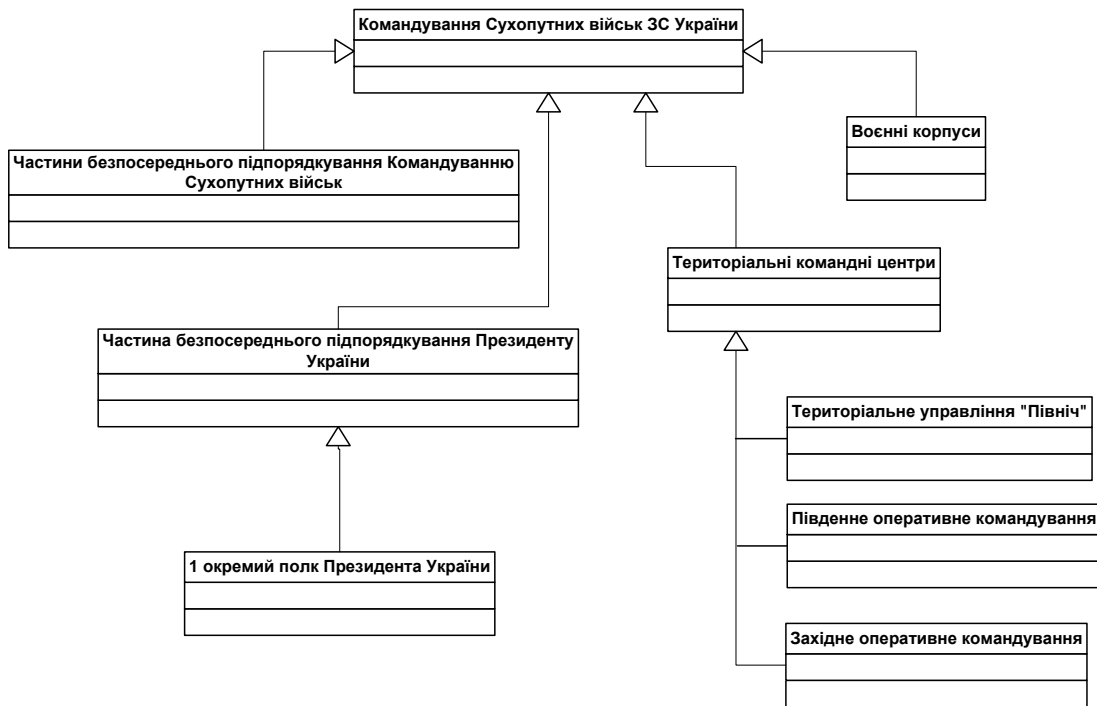 Командування Сухопутних військ ЗС України
Воєнні корпуси
Частини безпосереднього підпорядкування Командуванню
Сухопутних військ
Територіальні командні центри
Частина безпосереднього підпорядкування Президенту
України
Територіальне управління "Північ"
Південне оперативне командування
1 окремий полк Президента України
Західне оперативне командування